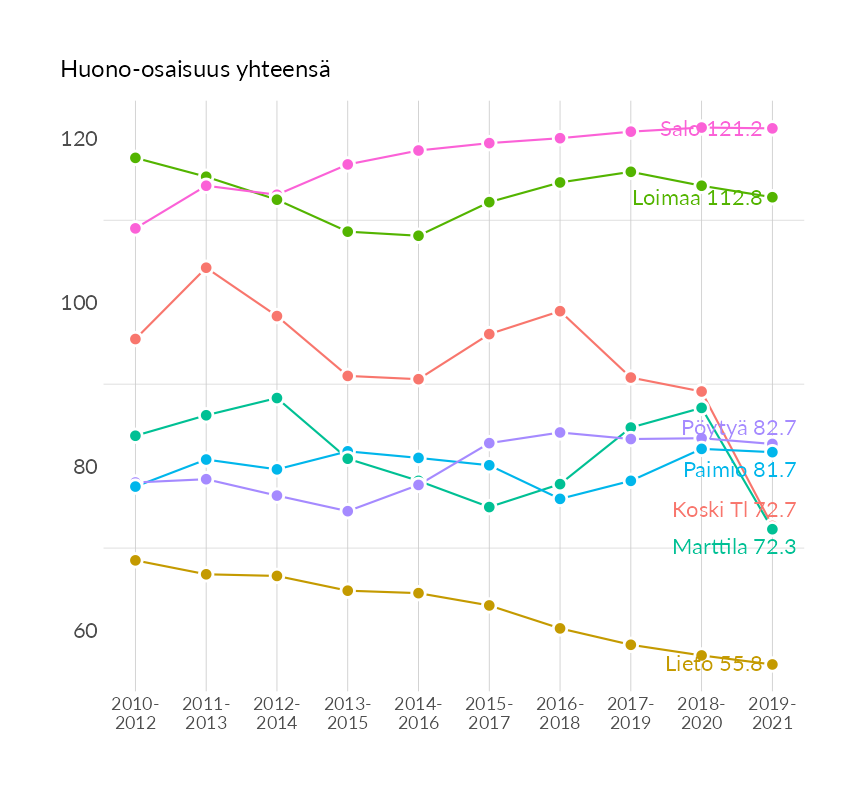 Huono-osaisuus yhteensä
120
Salo 121.2
Loimaa 112.8
100
Pöytyä 82.7
80
Paimio 81.7
Koski Tl 72.7
Marttila 72.3
60
Lieto 55.8
2010- 2011- 2012- 2013- 2014- 2015- 2016- 2017- 2018- 2019-
2012 2013 2014 2015 2016 2017 2018 2019 2020 2021